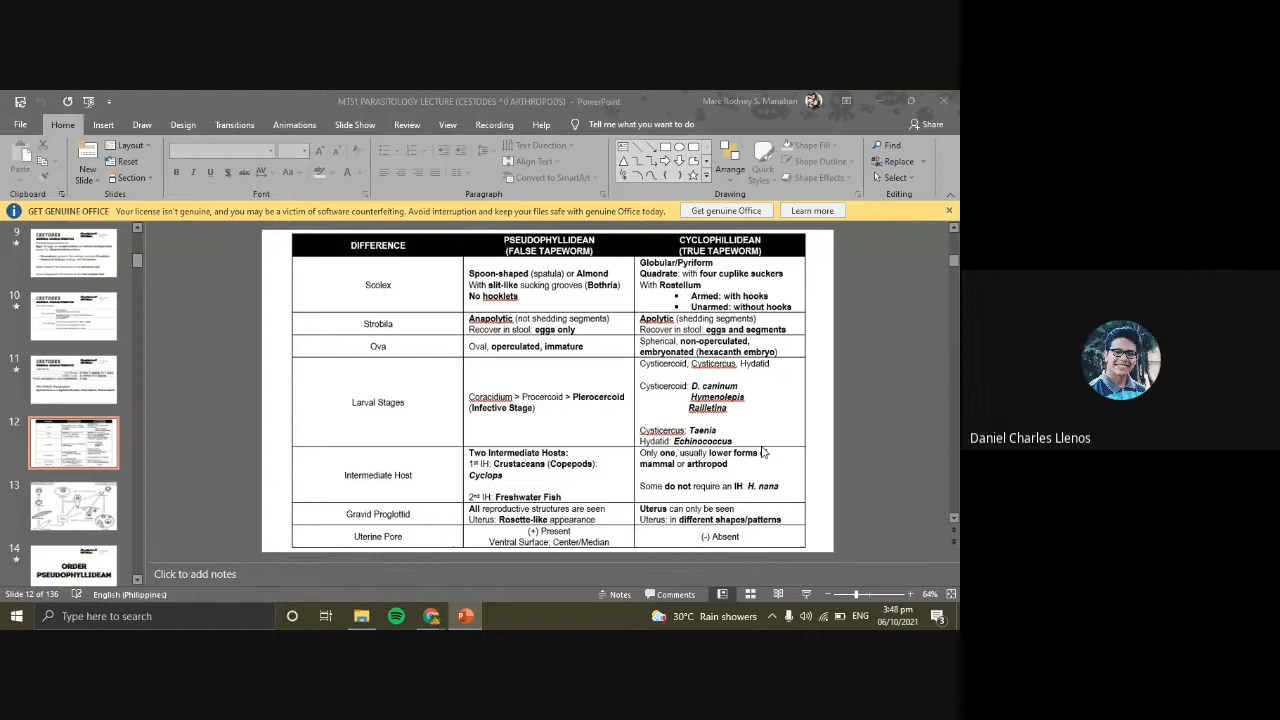 MT51 PARASITOLOGY LECTURE (CESTODES ^0 ARTHROPODS) - PowerPoint
Marc Rodney S. Manaban
File Home Insert Draw Design Transitions Animations Slide Show Review View Recording Help Tell me what you want to do Share
Paste
Clipboard
New
Slide
Layout
Reset
Section
Slides
Font
Text Direction
Align Text
Convert to SmartArt
Paragraph
Arrange
Quick
Styles
Shape Fill
Shape Outline
Shape Effects
Drawing
Find
Replace
Select
Editing
GET GENUINE OFFICE Your license isn't genuine, and you may be a victim of software counterfeiting. Avoid interruption and keep your files safe with genuine Office today. Get genuine Office Learn more
9
CESTODES
10
CESTODES
11
CESTODES
12
13
14
ORDER
PSEUDOPHYLLIDEAN
DIFFERENCE
PSEUDOPHYLLIDEAN
(FALSE TAPEWORM)
CYCLOPHILLIDEAN
(TRUE TAPEWORM)
Scolex
Spoon-shaped (spatula) or Almond
With slit-like sucking grooves (Bothria)
No hooklets
Globular/Pyriform
Quadrate: with four cuplike suckers
With Rostellum
▪ Armed: with hooks
▪ Unarmed: without hooks
Strobila
Anapolytic (not shedding segments)
Recover in stool: eggs only
Apolytic (shedding segments)
Recover in stool: eggs and segments
Ova
Oval, operculated, immature
Spherical, non-operculated,
embryonated (hexacanth embryo)
Larval Stages
Coracidium > Procercoid > Plerocercoid
(Infective Stage)
Cysticercoid, Cysticercus, Hydatid
Cysticercoid: D. caninum
Hymenolepis
Railletina
Cysticercus: Taenia
Hydatid: Echinococcus
Intermediate Host
Two Intermediate Hosts:
1st IH: Crustaceans (Copepods):
Cyclops
2nd IH: Freshwater Fish
Only one, usually lower forms
mammal or arthropod
Some do not require an IH: H. nana
Gravid Proglottid
All reproductive structures are seen
Uterus: Rosette-like appearance
Uterus can only be seen
Uterus: in different shapes/patterns
Uterine Pore
(+) Present
Ventral Surface; Center/Median
(-) Absent
Click to add notes
Slide 12 of 136 English (Philippines) Notes Comments 64%
Type here to search
30°C Rain showers ENG
3:48 pm
06/10/2021
3
Daniel Charles Llenos